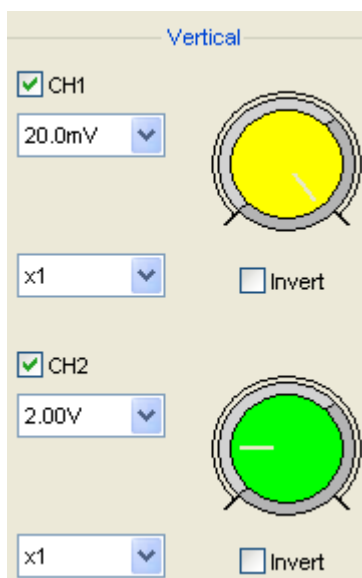 Vertical
CH1
20.0mV
x1
Invert
CH2
2.00V
x1
Invert